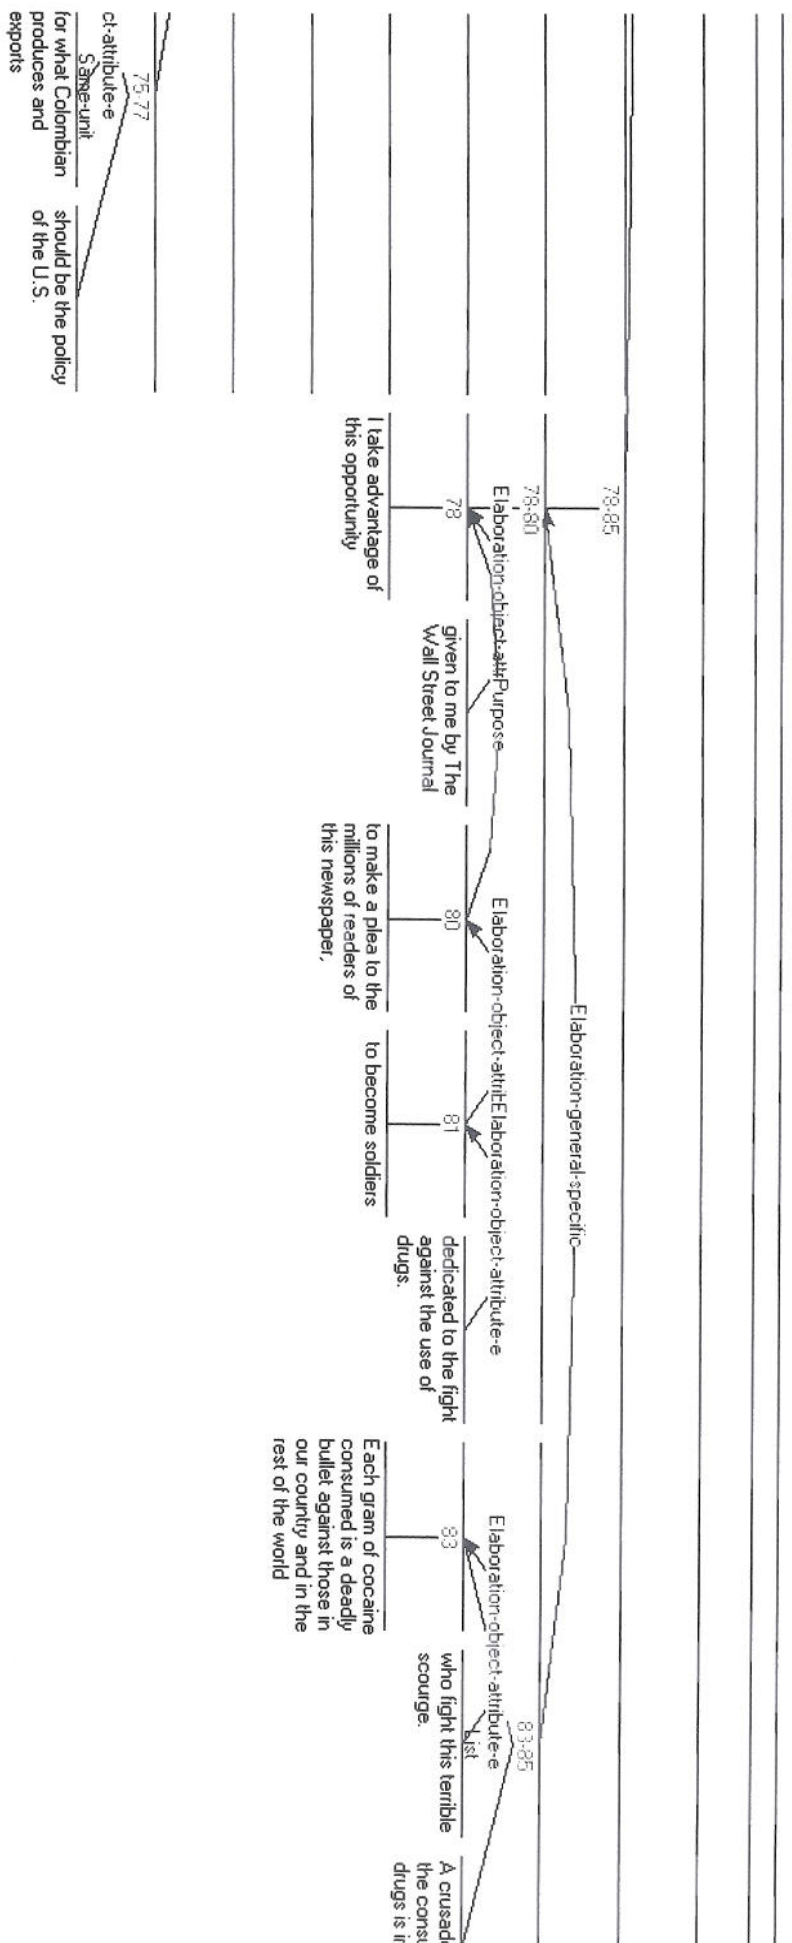 ct-attribute-e
75-77
Same-unit
for what Colombian
produces and
exports
should be the policy
of the U.S.
78-85
Elaboration-general-specific
78-80
Elaboration-object-attr
Purpose
78
I take advantage of
this opportunity
given to me by The
Wall Street Journal
Elaboration-object-attrib
80
to make a plea to the
millions of readers of
this newspaper,
Elaboration-object-attribute-e
81
to become soldiers
dedicated to the fight
against the use of
drugs.
83-85
Elaboration-object-attribute-e
List
83
Each gram of cocaine
consumed is a deadly
bullet against those in
our country and in the
rest of the world
who fight this terrible
scourge.
A crusad
the consu
drugs is i